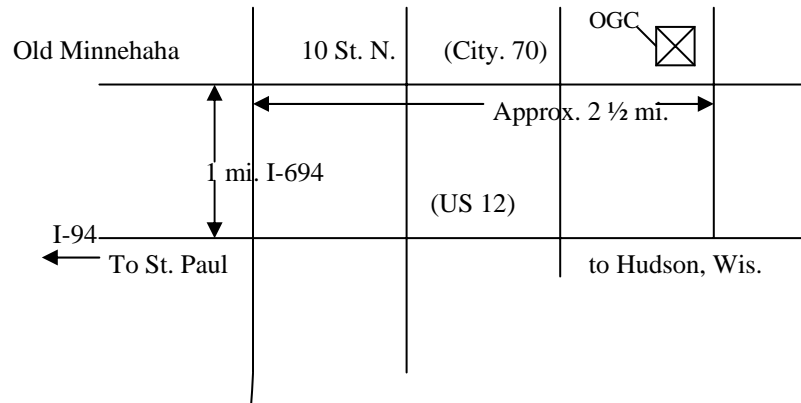 OGC
Old Minnehaha 10 St. N. (City. 70)
Approx. 2 ½ mi.
1 mi. I-694
(US 12)
I-94
To St. Paul to Hudson, Wis.